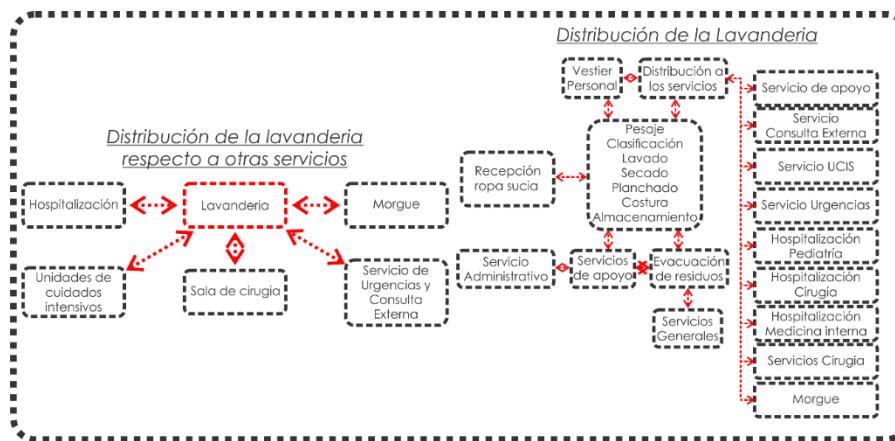 Distribución de la lavanderia
respecto a otras servicios
Hospitalización
Lavanderia
Morgue
Unidades de
cuidados
intensivos
Sala de cirugia
Servicio de
Urgencias y
Consulta
Externa
Distribución de la Lavanderia
Vestier
Personal
Distribución a
los servicios
Pesaje
Clasificación
Lavado
Secado
Planchado
Costura
Almacenamiento
Recepción
ropa sucia
Servicio
Administrativo
Servicios
de apoyo
Evacuación
de residuos
Servicios
Generales
Servicio de apoyo
Servicio
Consulta Externa
Servicio UCIS
Servicio Urgencias
Hospitalización
Pediatría
Hospitalización
Cirugía
Hospitalización
Medicina interna
Servicios Cirugia
Morgue